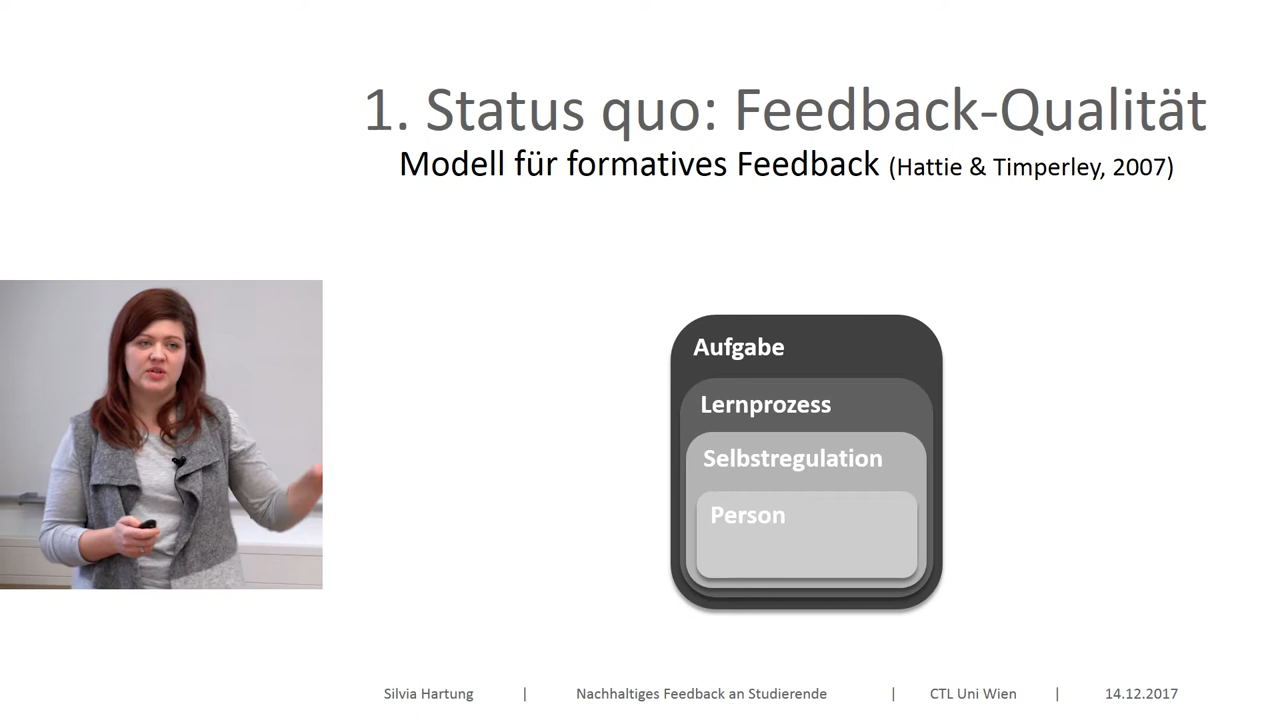 1. Status quo: Feedback-Qualität
Modell für formatives Feedback (Hattie & Timperley, 2007)
Aufgabe
Lernprozess
Selbstregulation
Person
Silvia Hartung | Nachhaltiges Feedback an Studierende | CTL Uni Wien | 14.12.2017